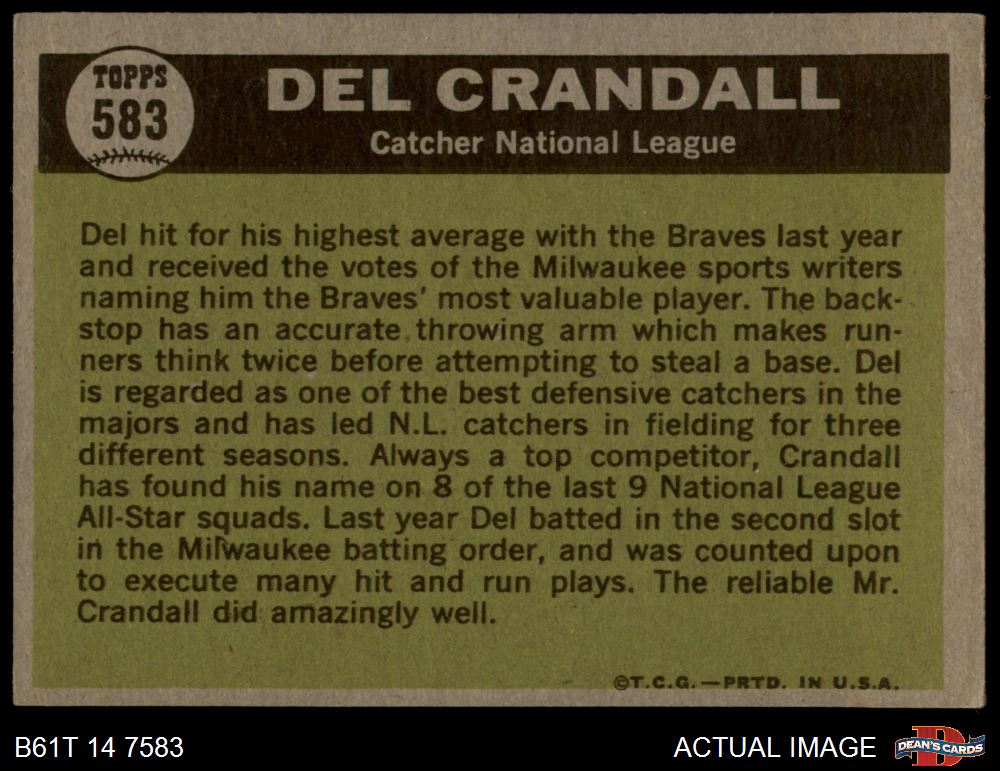 TOPPS
583
DEL CRANDALL
Catcher National League
Del hit for his highest average with the Braves last year
and received the votes of the Milwaukee sports writers
naming him the Braves' most valuable player. The back-
stop has an accurate throwing arm which makes run-
ners think twice before attempting to steal a base. Del
is regarded as one of the best defensive catchers in the
majors and has led N.L. catchers in fielding for three
different seasons. Always a top competitor, Crandall
has found his name on 8 of the last 9 National League
All-Star squads. Last year Del batted in the second slot
in the Milwaukee batting order, and was counted upon
to execute many hit and run plays. The reliable Mr.
Crandall did amazingly well.
©T.C.G.—PRTD. IN U.S.A.
B61T 14 7583
ACTUAL IMAGE
D
DEAN'S CARDS